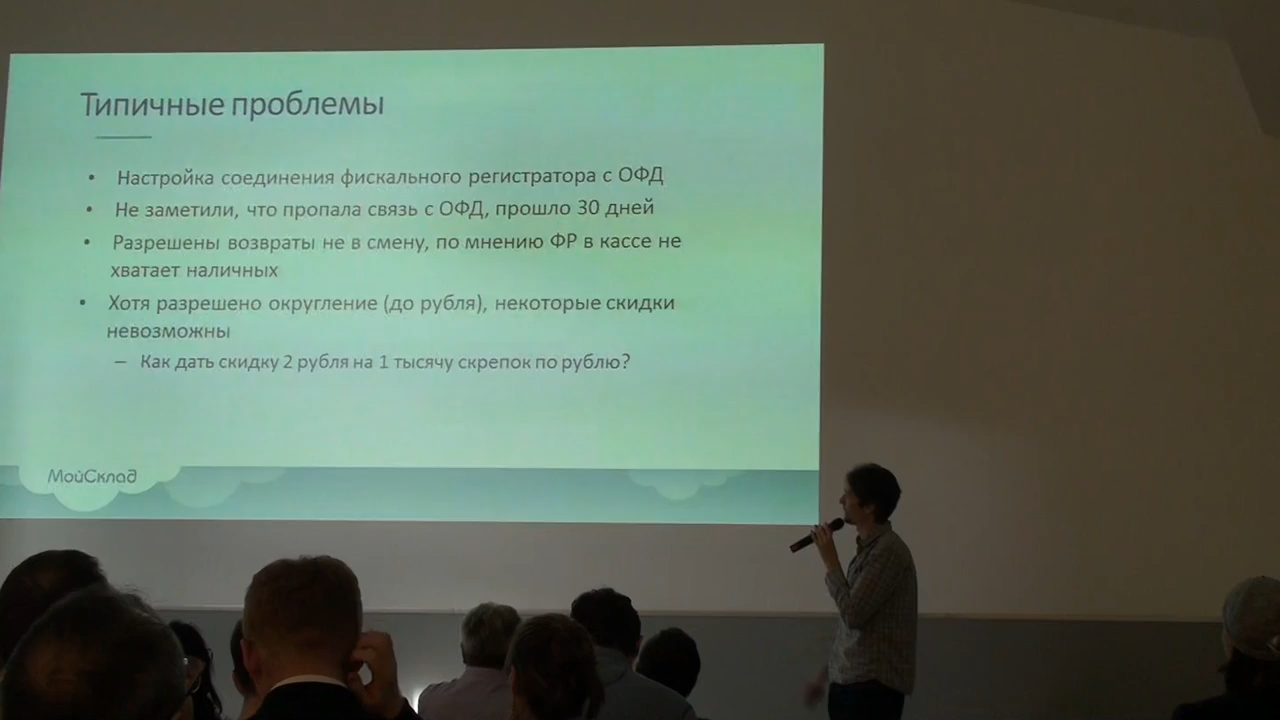 Типичные проблемы
• Настройка соединения фискального регистратора с ОФД
• Не заметили, что пропала связь с ОФД, прошло 30 дней
• Разрешены возвраты не в смену, по мнению ФР в кассе не
хватает наличных
• Хотя разрешено округление (до рубля), некоторые скидки
невозможны
– Как дать скидку 2 рубля на 1 тысячу скрепок по рублю?
МойСклад